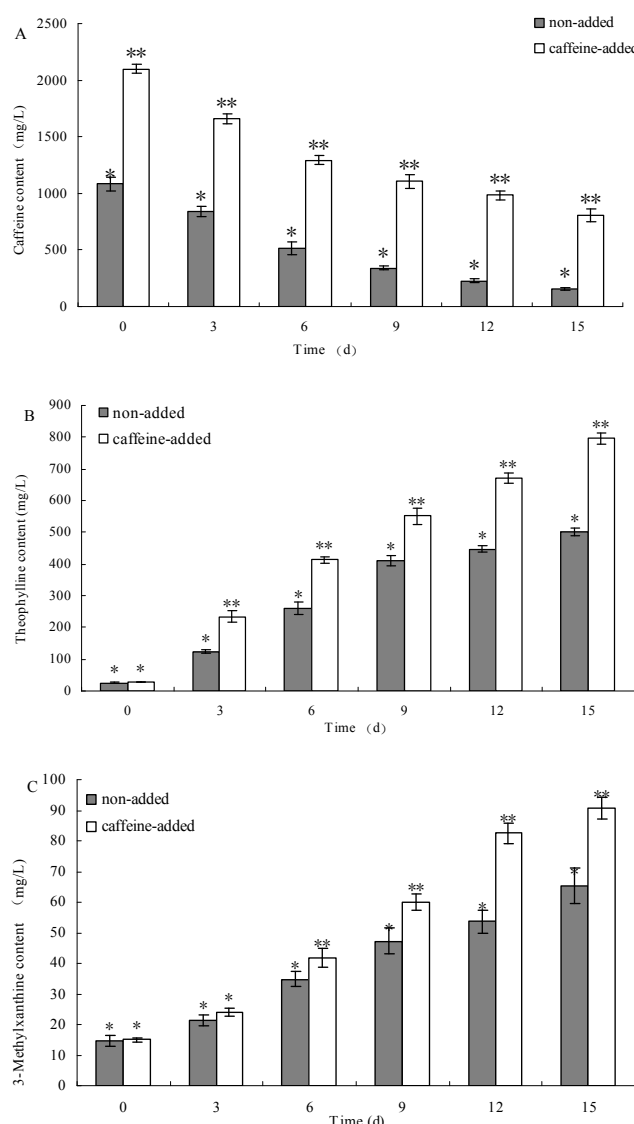 A
non-added
caffeine-added
Caffeine content (mg/L)
2500
2000
1500
1000
500
0
** ** ** ** ** **
* * * * * *
0 3 6 9 12 15
Time (d)
B
non-added
caffeine-added
Theophylline content (mg/L)
900
800
700
600
500
400
300
200
100
0
* * * ** * ** * ** * ** * **
0 3 6 9 12 15
Time (d)
C
non-added
caffeine-added
3-Methylxanthine content (mg/L)
100
90
80
70
60
50
40
30
20
10
0
* * * * * ** * ** * ** * **
0 3 6 9 12 15
Time (d)